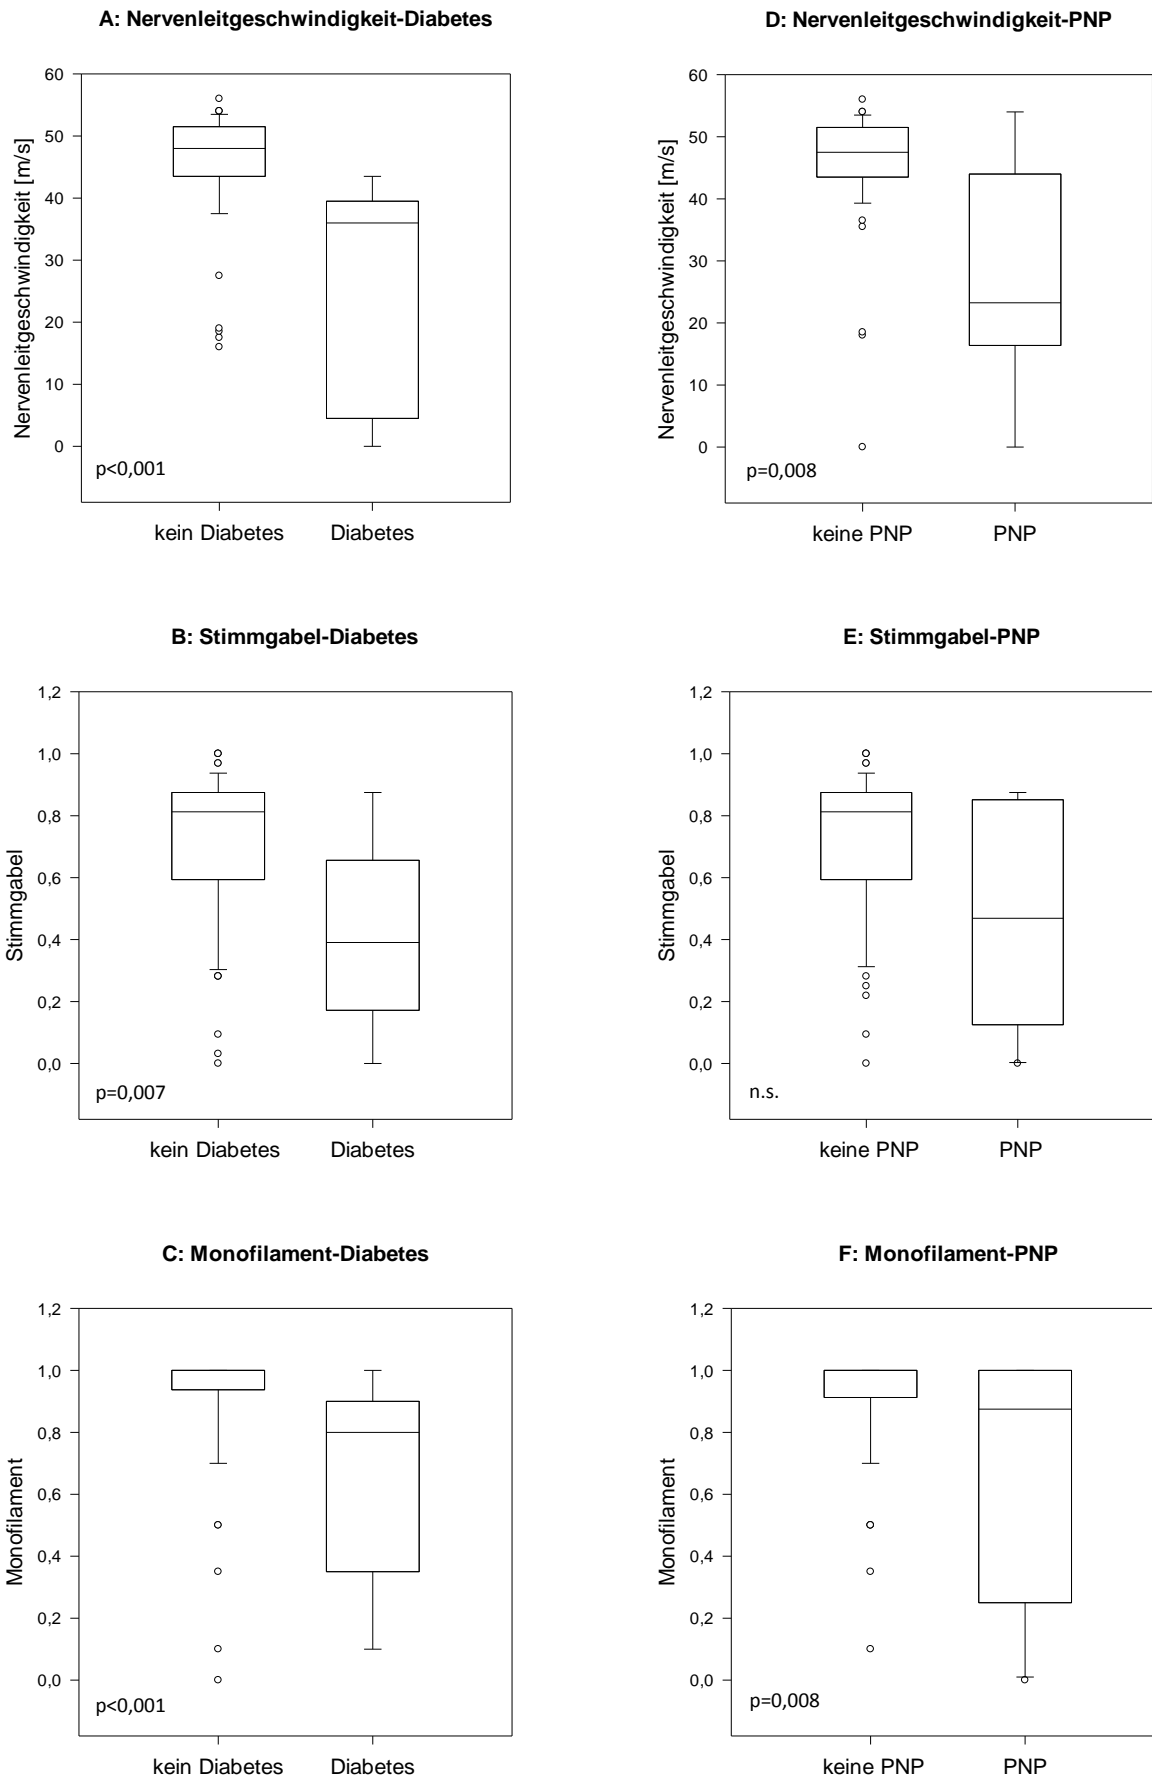 A: Nervenleitgeschwindigkeit-Diabetes
Nervenleitgeschwindigkeit [m/s]
60
50
40
30
20
10
0
p<0,001
kein Diabetes
Diabetes
D: Nervenleitgeschwindigkeit-PNP
Nervenleitgeschwindigkeit [m/s]
60
50
40
30
20
10
0
p=0,008
keine PNP
PNP
B: Stimmgabel-Diabetes
Stimmgabel
1,2
1,0
0,8
0,6
0,4
0,2
0,0
p=0,007
kein Diabetes
Diabetes
E: Stimmgabel-PNP
Stimmgabel
1,2
1,0
0,8
0,6
0,4
0,2
0,0
n.s.
keine PNP
PNP
C: Monofilament-Diabetes
Monofilament
1,2
1,0
0,8
0,6
0,4
0,2
0,0
p<0,001
kein Diabetes
Diabetes
F: Monofilament-PNP
Monofilament
1,2
1,0
0,8
0,6
0,4
0,2
0,0
p=0,008
keine PNP
PNP